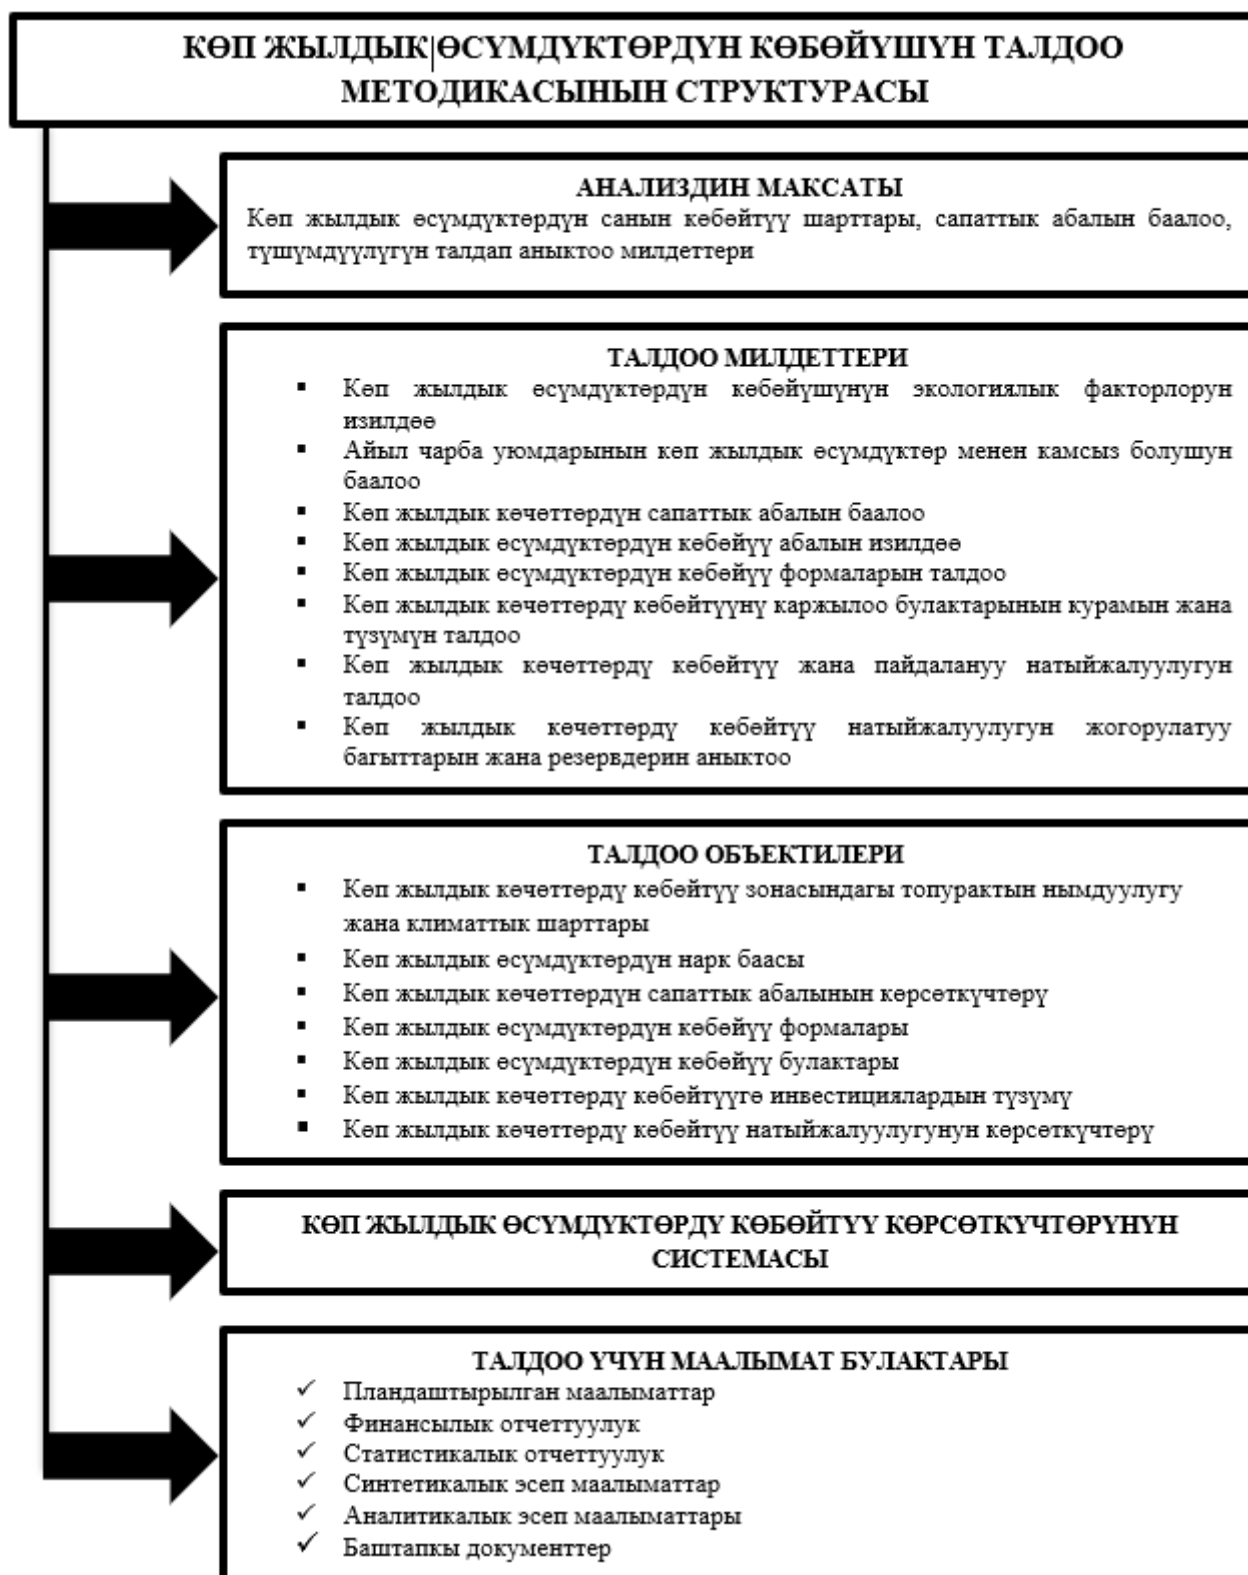 КӨП ЖЫЛДЫК ӨСҮМДҮКТӨРДҮН КӨБӨЙҮШҮН ТАЛДОО
МЕТОДИКАСЫНЫН СТРУКТУРАСЫ
АНАЛИЗДИН МАКСАТЫ
Көп жылдык өсүмдүктөрдүн санын көбөйтүү шарттары, сапаттык абалын баалоо,
түшүмдүүлүгүн талдап аныктоо милдеттери
ТАЛДОО МИЛДЕТТЕРИ
▪ Көп жылдык өсүмдүктөрдүн көбөйүшүнүн экологиялык факторлорун
изилдөө
▪ Айыл чарба уюмдарынын көп жылдык өсүмдүктөр менен камсыз болушун
баалоо
▪ Көп жылдык көчөттөрдүн сапаттык абалын баалоо
▪ Көп жылдык өсүмдүктөрдүн көбөйүү абалын изилдөө
▪ Көп жылдык өсүмдүктөрдүн көбөйүү формаларын талдоо
▪ Көп жылдык көчөттөрдү көбөйтүүнү каржылоо булактарынын курамын жана
түзүмүн талдоо
▪ Көп жылдык көчөттөрдү көбөйтүү жана пайдалануу натыйжалуулугун
талдоо
▪ Көп жылдык көчөттөрдү көбөйтүү натыйжалуулугун жогорулатуу
багыттарын жана резервдерин аныктоо
ТАЛДОО ОБЪЕКТИЛЕРИ
▪ Көп жылдык көчөттөрдү көбөйтүү зонасындагы топурактын нымдуулугу
жана климаттык шарттары
▪ Көп жылдык өсүмдүктөрдүн нарк баасы
▪ Көп жылдык көчөттөрдүн сапаттык абалынын көрсөткүчтөрү
▪ Көп жылдык өсүмдүктөрдүн көбөйүү формалары
▪ Көп жылдык өсүмдүктөрдүн көбөйүү булактары
▪ Көп жылдык көчөттөрдү көбөйтүүгө инвестициялардын түзүмү
▪ Көп жылдык көчөттөрдү көбөйтүү натыйжалуулугунун көрсөткүчтөрү
КӨП ЖЫЛДЫК ӨСҮМДҮКТӨРДҮ КӨБӨЙТҮҮ КӨРСӨТКҮЧТӨРҮНҮН
СИСТЕМАСЫ
ТАЛДОО ҮЧҮН МААЛЫМАТ БУЛАКТАРЫ
✓ Пландаштырылган маалыматтар
✓ Финансылык отчеттуулук
✓ Статистикалык отчеттуулук
✓ Синтетикалык эсеп маалыматтар
✓ Аналитикалык эсеп маалыматтары
✓ Баштапкы документтер